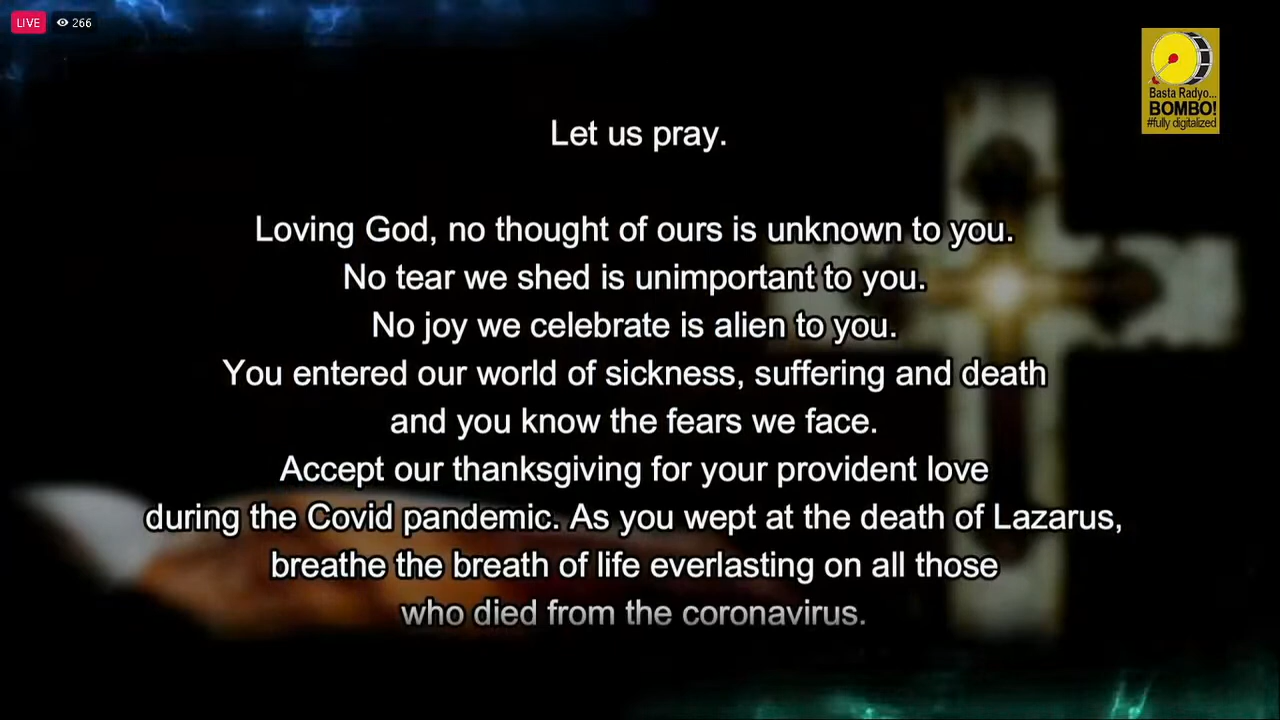 LIVE 266
Basta Radyo...
BOMBO!
#fully digitalized
Let us pray.
Loving God, no thought of ours is unknown to you.
No tear we shed is unimportant to you.
No joy we celebrate is alien to you.
You entered our world of sickness, suffering and death
and you know the fears we face.
Accept our thanksgiving for your provident love
during the Covid pandemic. As you wept at the death of Lazarus,
breathe the breath of life everlasting on all those
who died from the coronavirus.